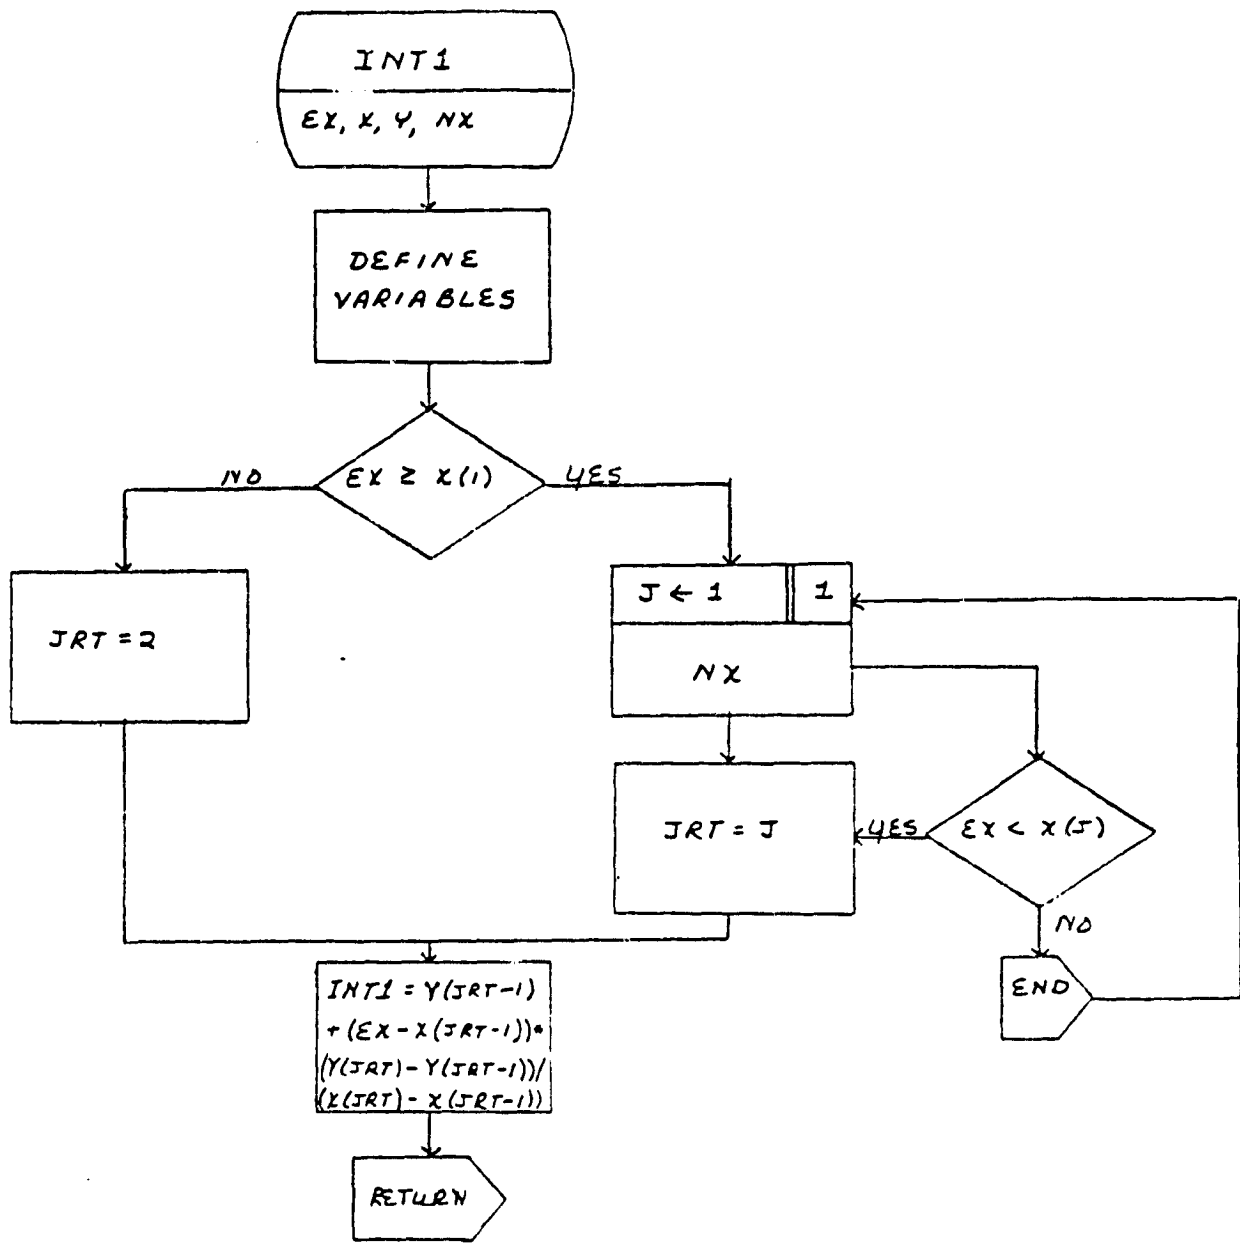 INT1
EX, X, Y, NX
DEFINE
VARIABLES
NO
EX ≥ X(1)
YES
J ← 1
1
NX
JRT = 2
JRT = J
YES
EX < X(J)
NO
END
INT1 = Y(JRT-1)
+ (EX - X(JRT-1))*
(Y(JRT) - Y(JRT-1))/
(X(JRT) - X(JRT-1))
RETURN